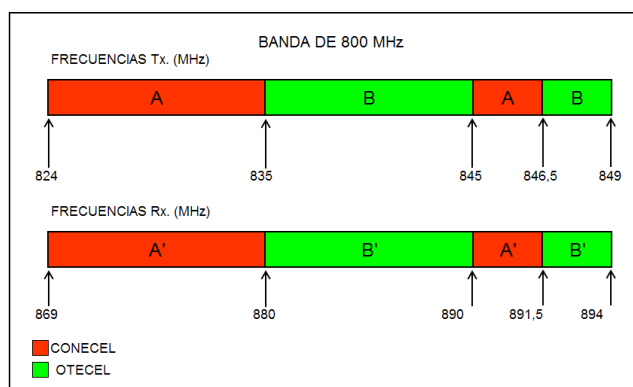 BANDA DE 800 MHz
FRECUENCIAS Tx. (MHz)
A B A B
824 835 845 846,5 849
FRECUENCIAS Rx. (MHz)
A' B' A' B'
869 880 890 891,5 894
CONECEL
OTECEL